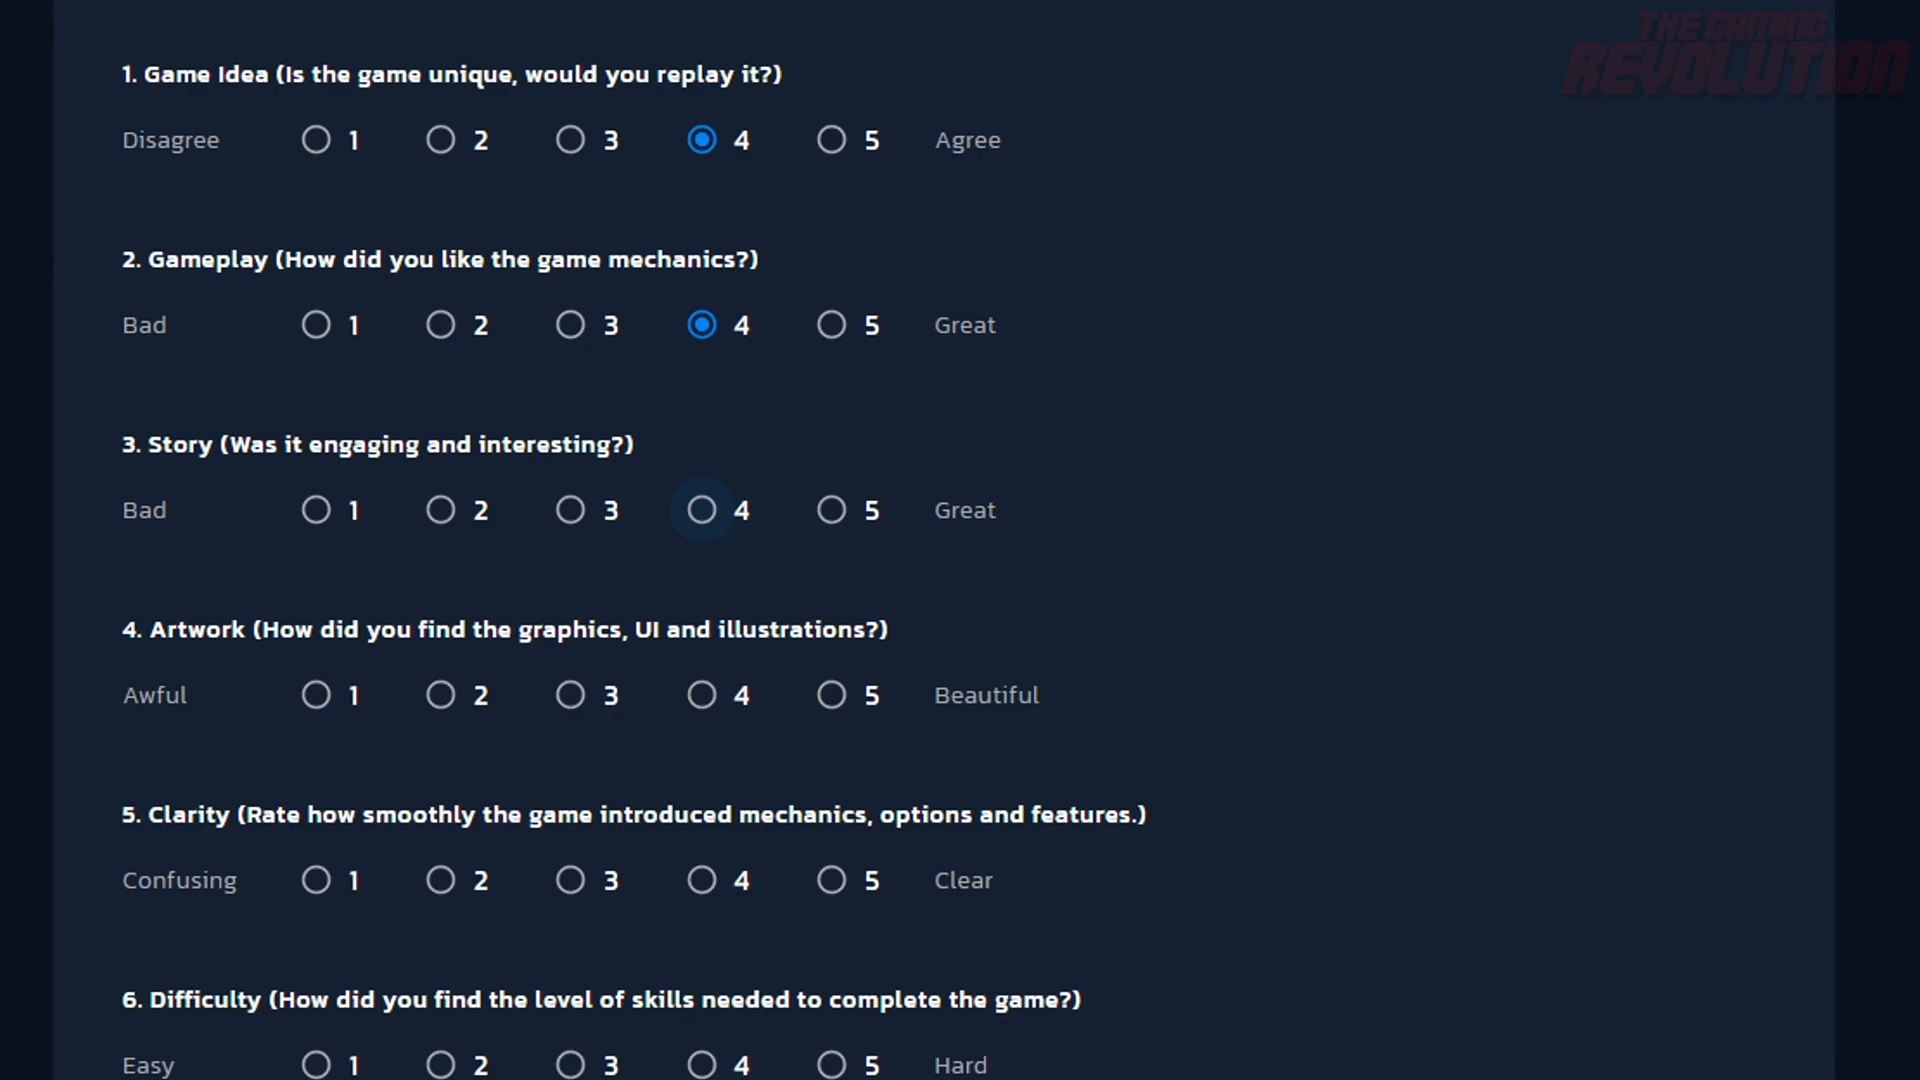 THE GAMING
REVOLUTION
1. Game Idea (Is the game unique, would you replay it?)
Disagree 1 2 3 4 5 Agree
2. Gameplay (How did you like the game mechanics?)
Bad 1 2 3 4 5 Great
3. Story (Was it engaging and interesting?)
Bad 1 2 3 4 5 Great
4. Artwork (How did you find the graphics, UI and illustrations?)
Awful 1 2 3 4 5 Beautiful
5. Clarity (Rate how smoothly the game introduced mechanics, options and features.)
Confusing 1 2 3 4 5 Clear
6. Difficulty (How did you find the level of skills needed to complete the game?)
Easy 1 2 3 4 5 Hard